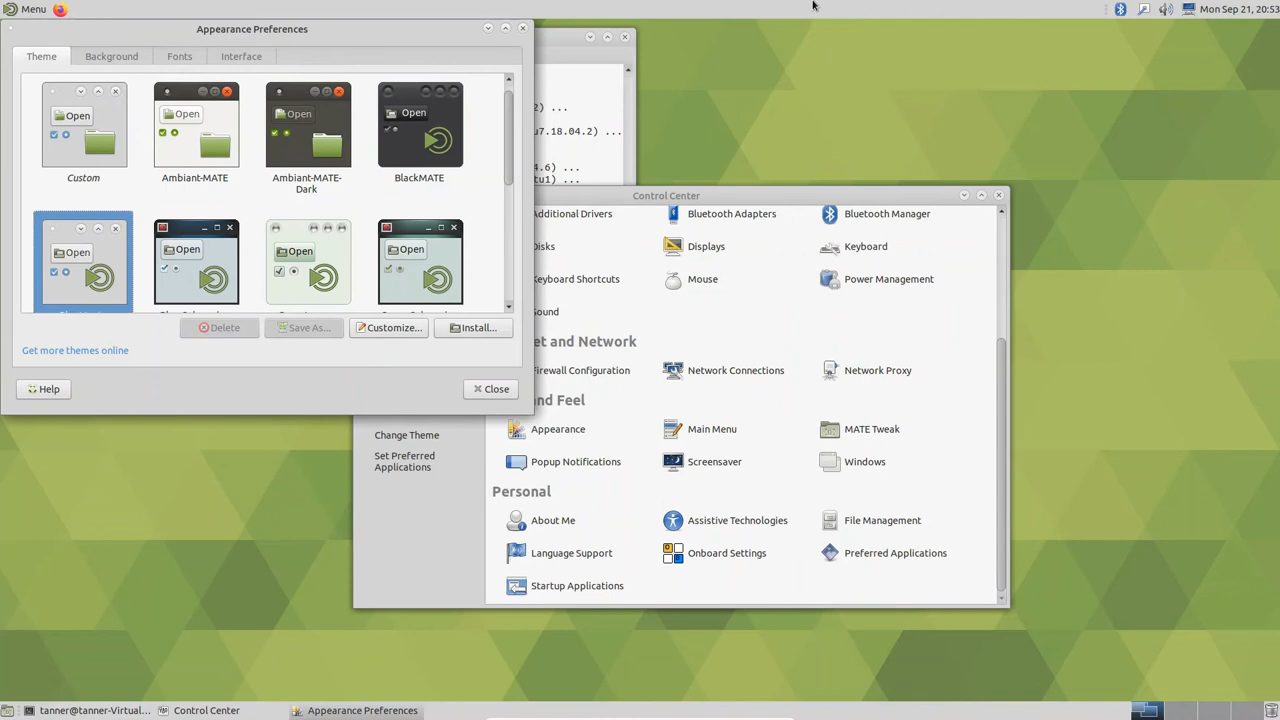 Menu
Mon Sep 21, 20:53
Appearance Preferences
Theme
Background
Fonts
Interface
Open
Open
Open
Open
Custom
Ambiant-MATE
Ambiant-MATE-
Dark
BlackMATE
Open
Open
Open
Open
Delete
Save As...
Customize...
Install...
Get more themes online
Help
Close
2) ...
u7.18.04.2) ...
4.6) ...
tu1) ...
Control Center
Additional Drivers
Bluetooth Adapters
Bluetooth Manager
Disks
Displays
Keyboard
Keyboard Shortcuts
Mouse
Power Management
Sound
et and Network
Firewall Configuration
Network Connections
Network Proxy
and Feel
Appearance
Main Menu
MATE Tweak
Popup Notifications
Screensaver
Windows
Change Theme
Set Preferred
Applications
Personal
About Me
Assistive Technologies
File Management
Language Support
Onboard Settings
Preferred Applications
Startup Applications
tanner@tanner-Virtual...
Control Center
Appearance Preferences